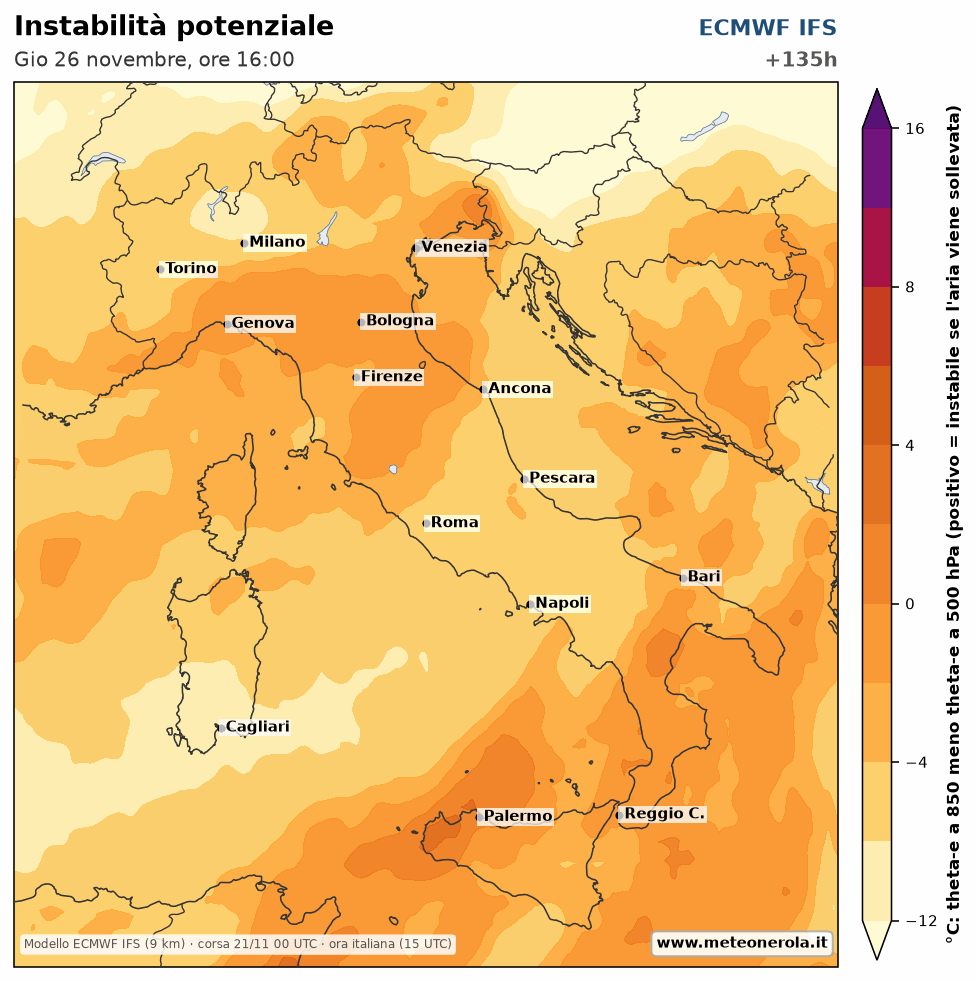 Instabilità potenziale
ECMWF IFS
Gio 26 novembre, ore 16:00
+135h
Milano
Venezia
Torino
Genova
Bologna
Firenze
Ancona
Pescara
Roma
Bari
Napoli
Cagliari
Palermo
Reggio C.
Modello ECMWF IFS (9 km) · corsa 21/11 00 UTC · ora italiana (15 UTC)
www.meteonerola.it
16
8
4
0
−4
−12
°C: theta-e a 850 meno theta-e a 500 hPa (positivo = instabile se l'aria viene sollevata)